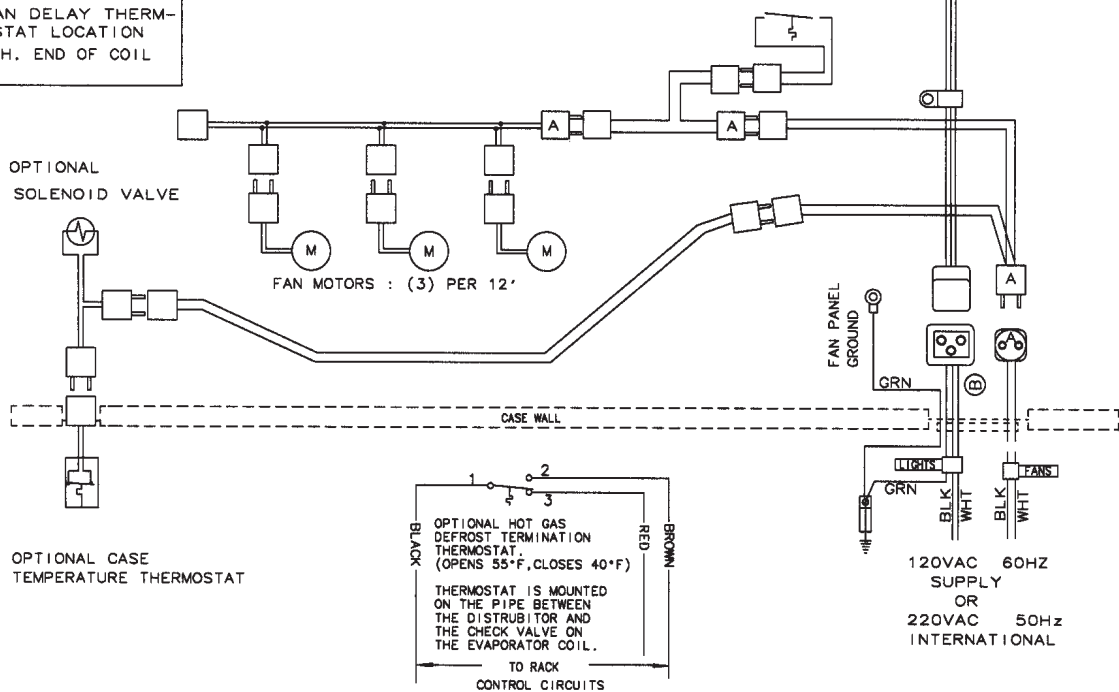 AN DELAY THERM-
STAT LOCATION
H. END OF COIL
A
A
OPTIONAL
SOLENOID VALVE
M
M
M
FAN MOTORS : (3) PER 12'
A
A
FAN PANEL
GROUND
GRN
B
CASE WALL
LIGHTS
FANS
GRN
BLK
WHT
BLK
WHT
1
2
3
BLACK
OPTIONAL HOT GAS
DEFROST TERMINATION
THERMOSTAT.
(OPENS 55°F,CLOSES 40°F)
THERMOSTAT IS MOUNTED
ON THE PIPE BETWEEN
THE DISTRUBITOR AND
THE CHECK VALVE ON
THE EVAPORATOR COIL.
RED
BROWN
TO RACK
CONTROL CIRCUITS
OPTIONAL CASE
TEMPERATURE THERMOSTAT
120VAC 60HZ
SUPPLY
OR
220VAC 50Hz
INTERNATIONAL